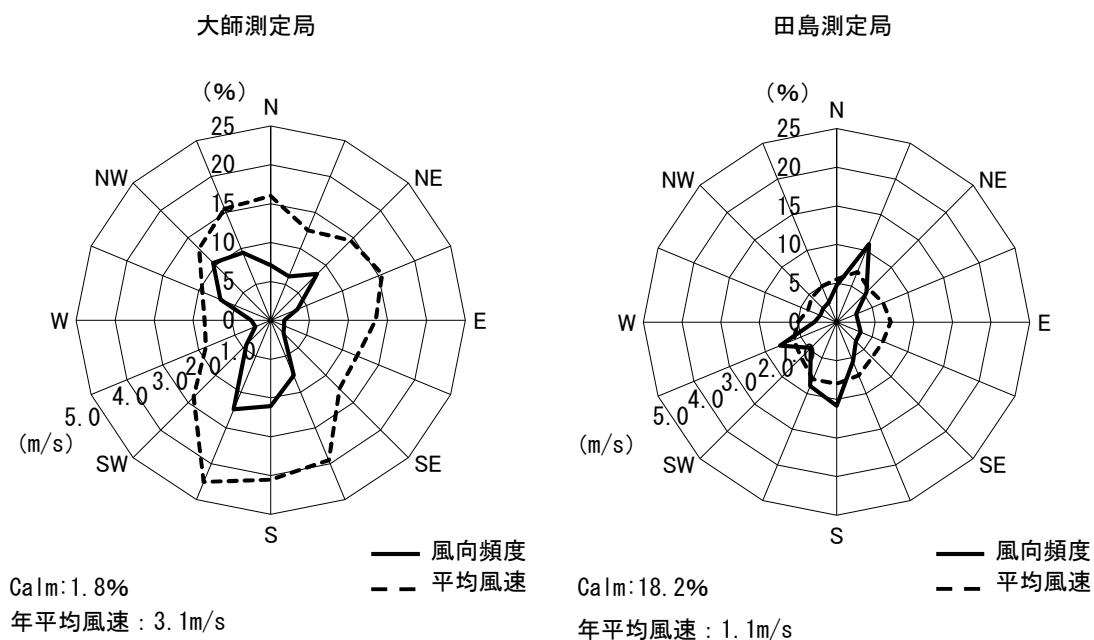 大師測定局
(%)
N
25
20
15
10
5
0
NW
NE
W
E
1.0
2.0
3.0
4.0
5.0
(m/s)
SW
SE
S
風向頻度
平均風速
Calm:1.8%
年平均風速：3.1m/s
田島測定局
(%)
N
25
20
15
10
5
0
NW
NE
W
E
1.0
2.0
3.0
4.0
5.0
(m/s)
SW
SE
S
風向頻度
平均風速
Calm:18.2%
年平均風速：1.1m/s